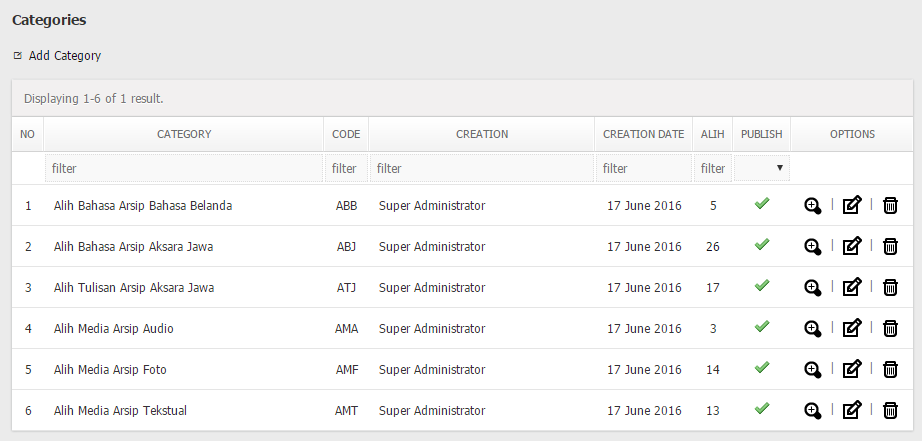 Categories
Add Category
Displaying 1-6 of 1 result.
NO CATEGORY CODE CREATION CREATION DATE ALIH PUBLISH OPTIONS
filter filter filter filter filter
1 Alih Bahasa Arsip Bahasa Belanda ABB Super Administrator 17 June 2016 5 | |
2 Alih Bahasa Arsip Aksara Jawa ABJ Super Administrator 17 June 2016 26 | |
3 Alih Tulisan Arsip Aksara Jawa ATJ Super Administrator 17 June 2016 17 | |
4 Alih Media Arsip Audio AMA Super Administrator 17 June 2016 3 | |
5 Alih Media Arsip Foto AMF Super Administrator 17 June 2016 14 | |
6 Alih Media Arsip Tekstual AMT Super Administrator 17 June 2016 13 | |